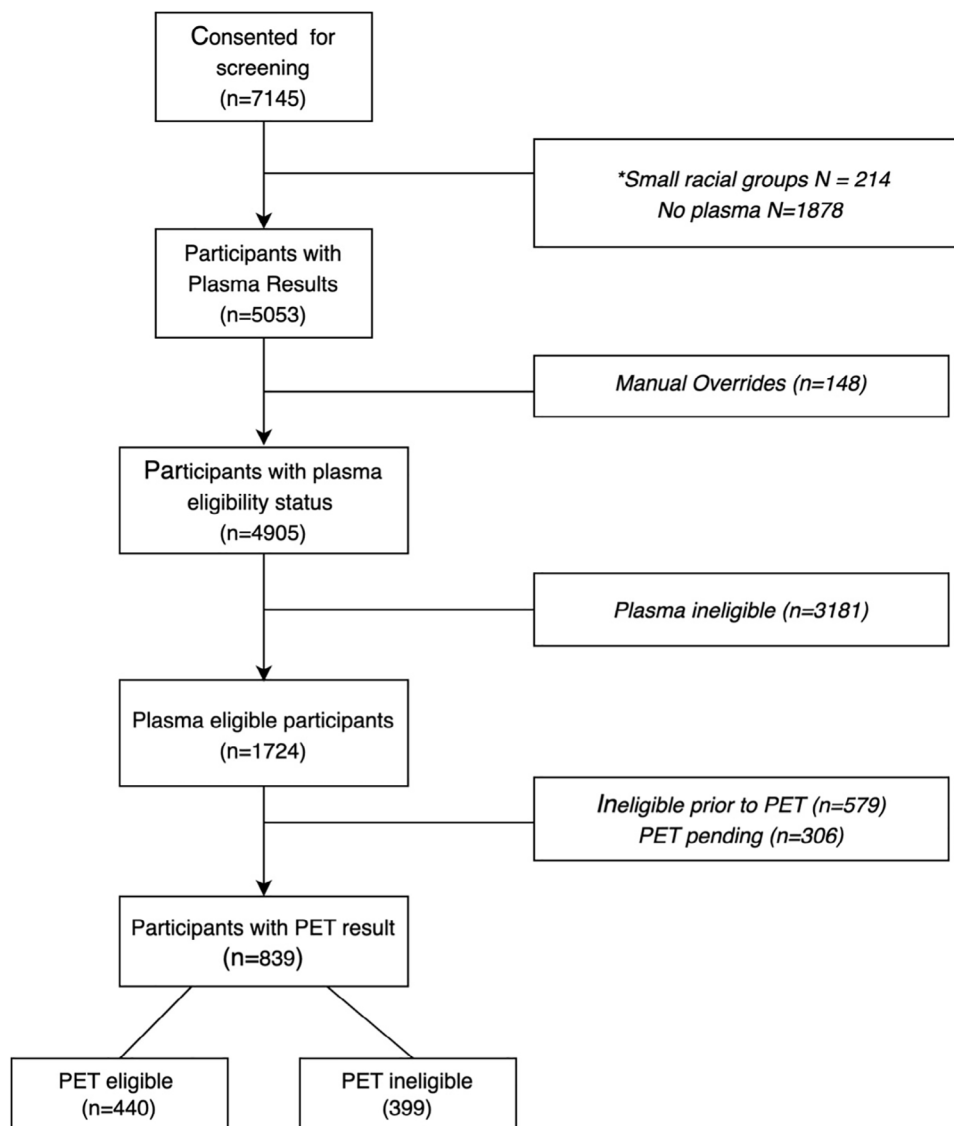 Consented for
screening
(n=7145)
*Small racial groups N = 214
No plasma N=1878
Participants with
Plasma Results
(n=5053)
Manual Overrides (n=148)
Participants with plasma
eligibility status
(n=4905)
Plasma ineligible (n=3181)
Plasma eligible participants
(n=1724)
Ineligible prior to PET (n=579)
PET pending (n=306)
Participants with PET result
(n=839)
PET eligible
(n=440)
PET ineligible
(399)